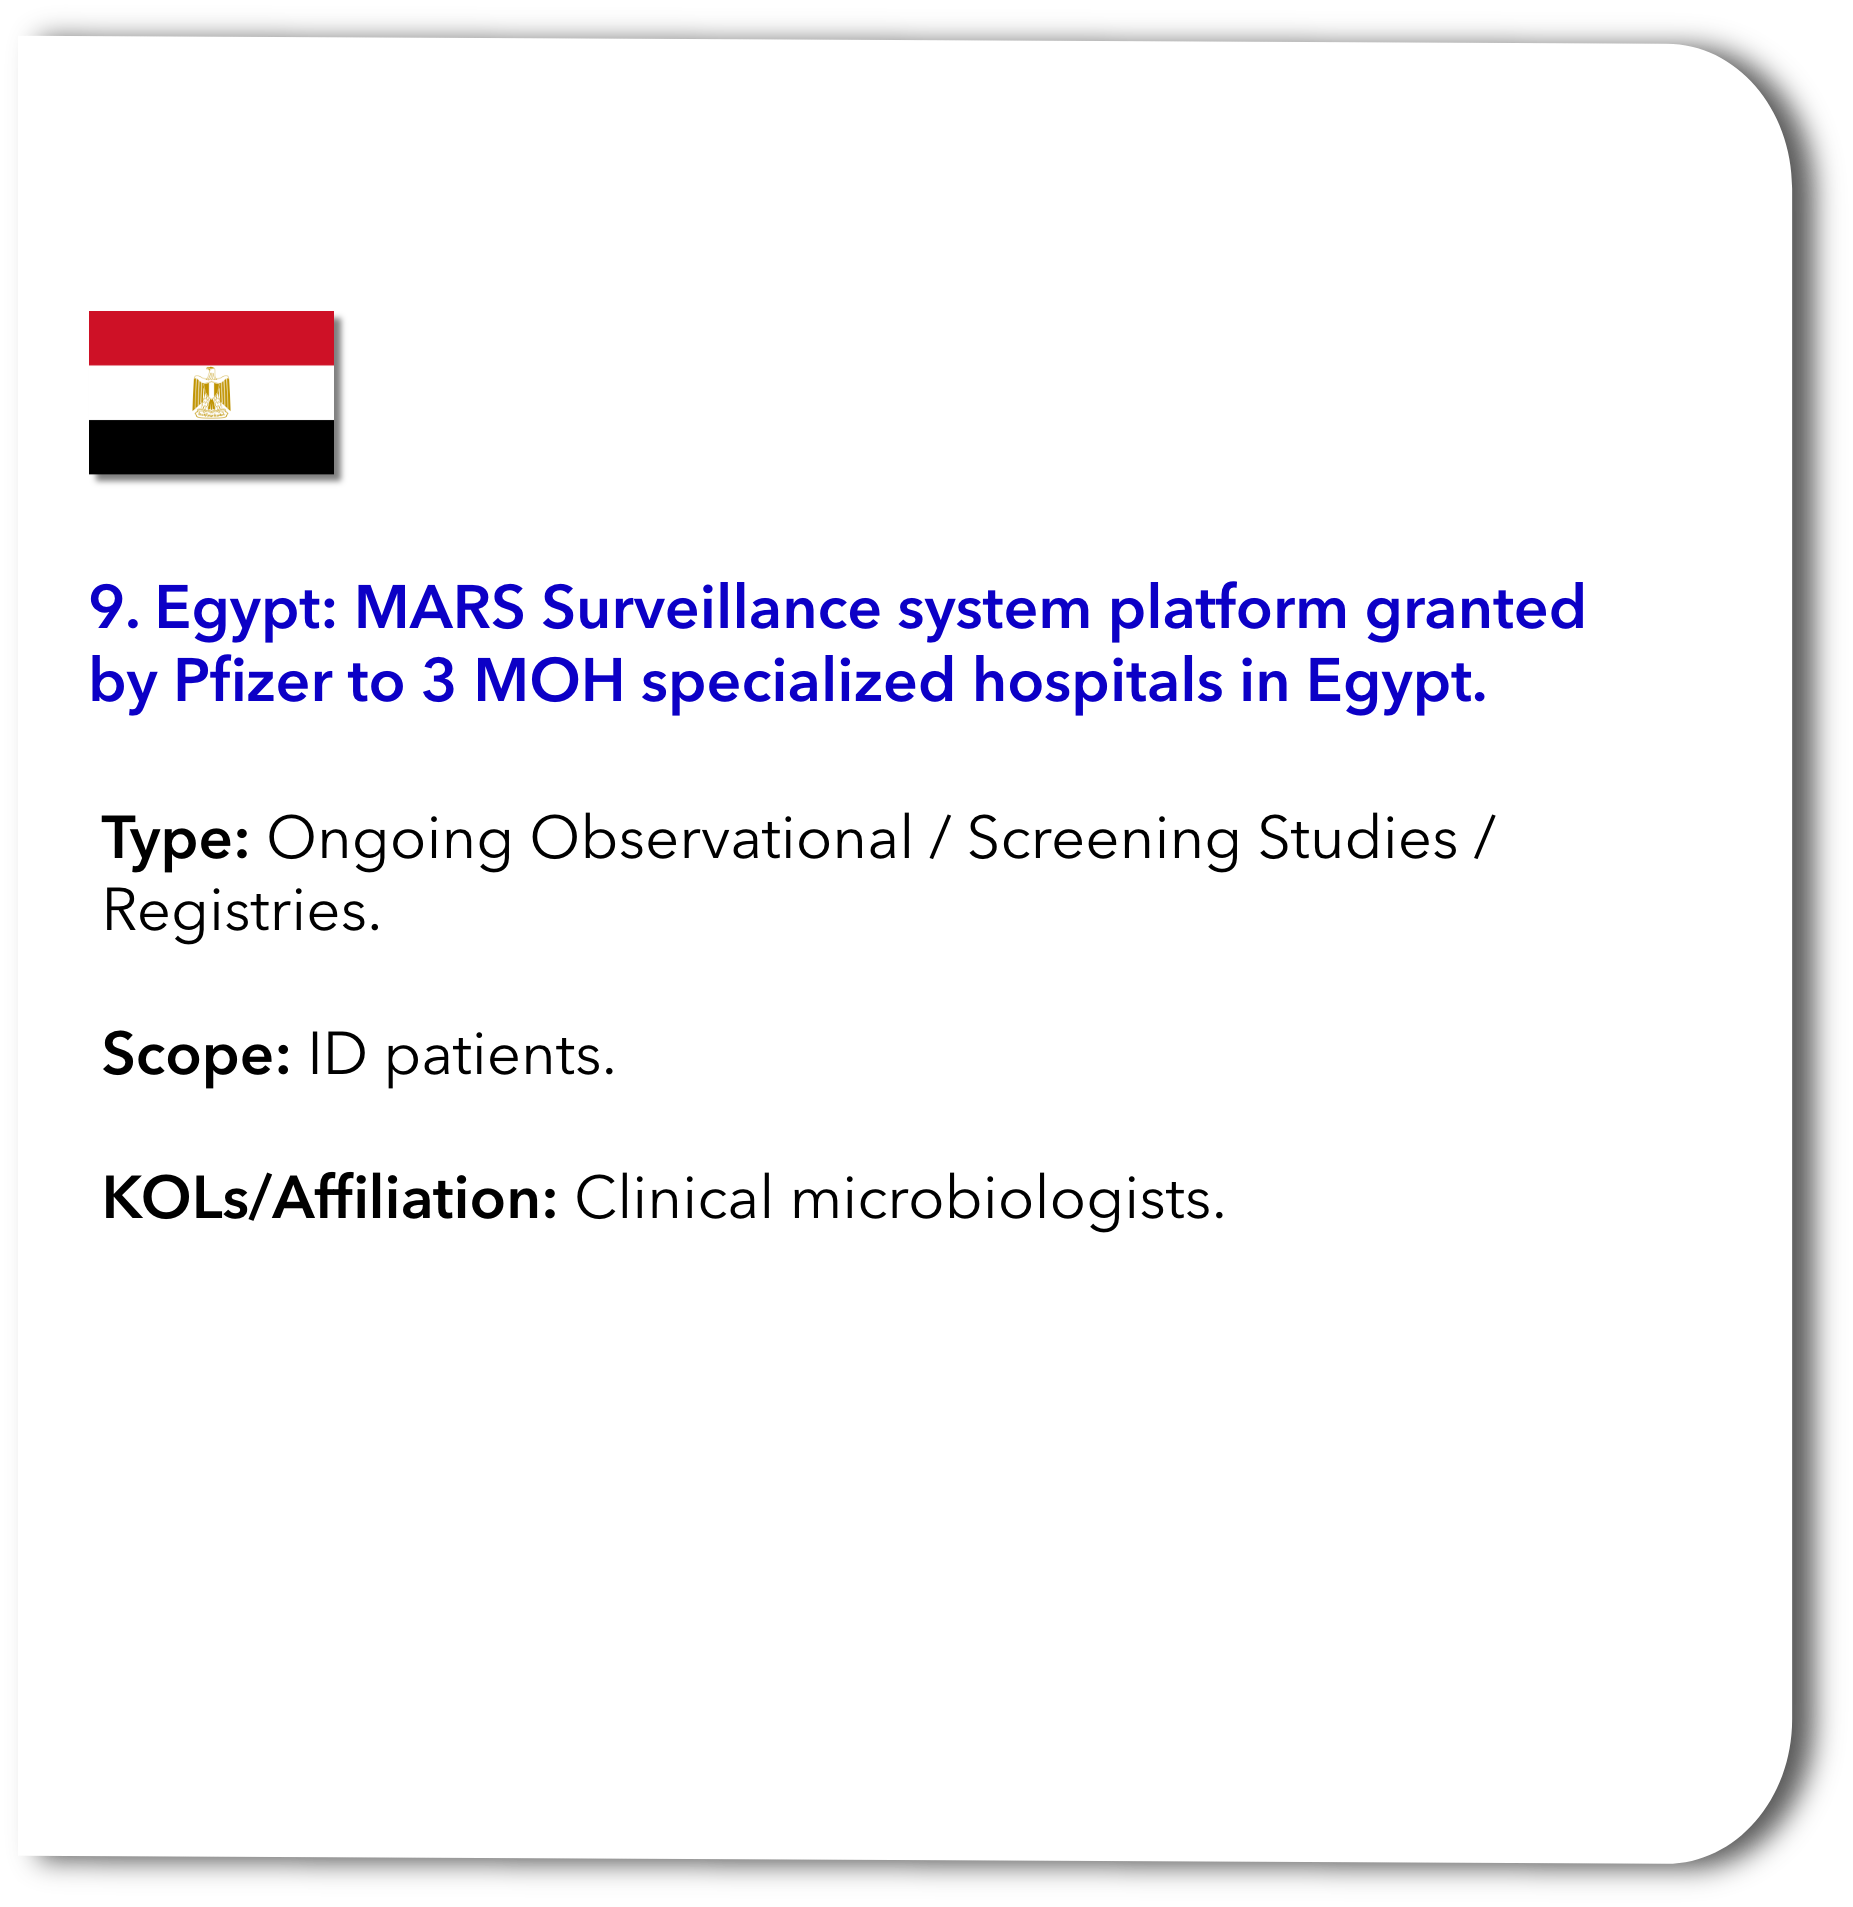 9. Egypt: MARS Surveillance system platform granted
by Pfizer to 3 MOH specialized hospitals in Egypt.
Type: Ongoing Observational / Screening Studies /
Registries.
Scope: ID patients.
KOLs/Affiliation: Clinical microbiologists.